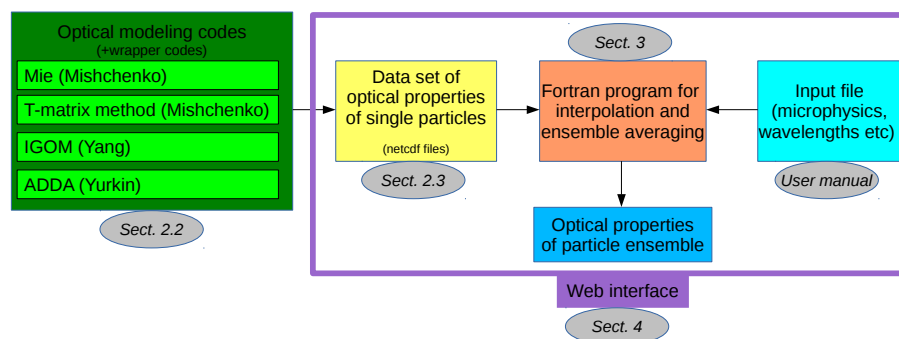 Optical modeling codes
(+wrapper codes)
Mie (Mishchenko)
T-matrix method (Mishchenko)
IGOM (Yang)
ADDA (Yurkin)
Sect. 2.2
Data set of
optical properties
of single particles
(netcdf files)
Sect. 2.3
Sect. 3
Fortran program for
interpolation and
ensemble averaging
Input file
(microphysics,
wavelengths etc)
User manual
Optical properties
of particle ensemble
Web interface
Sect. 4